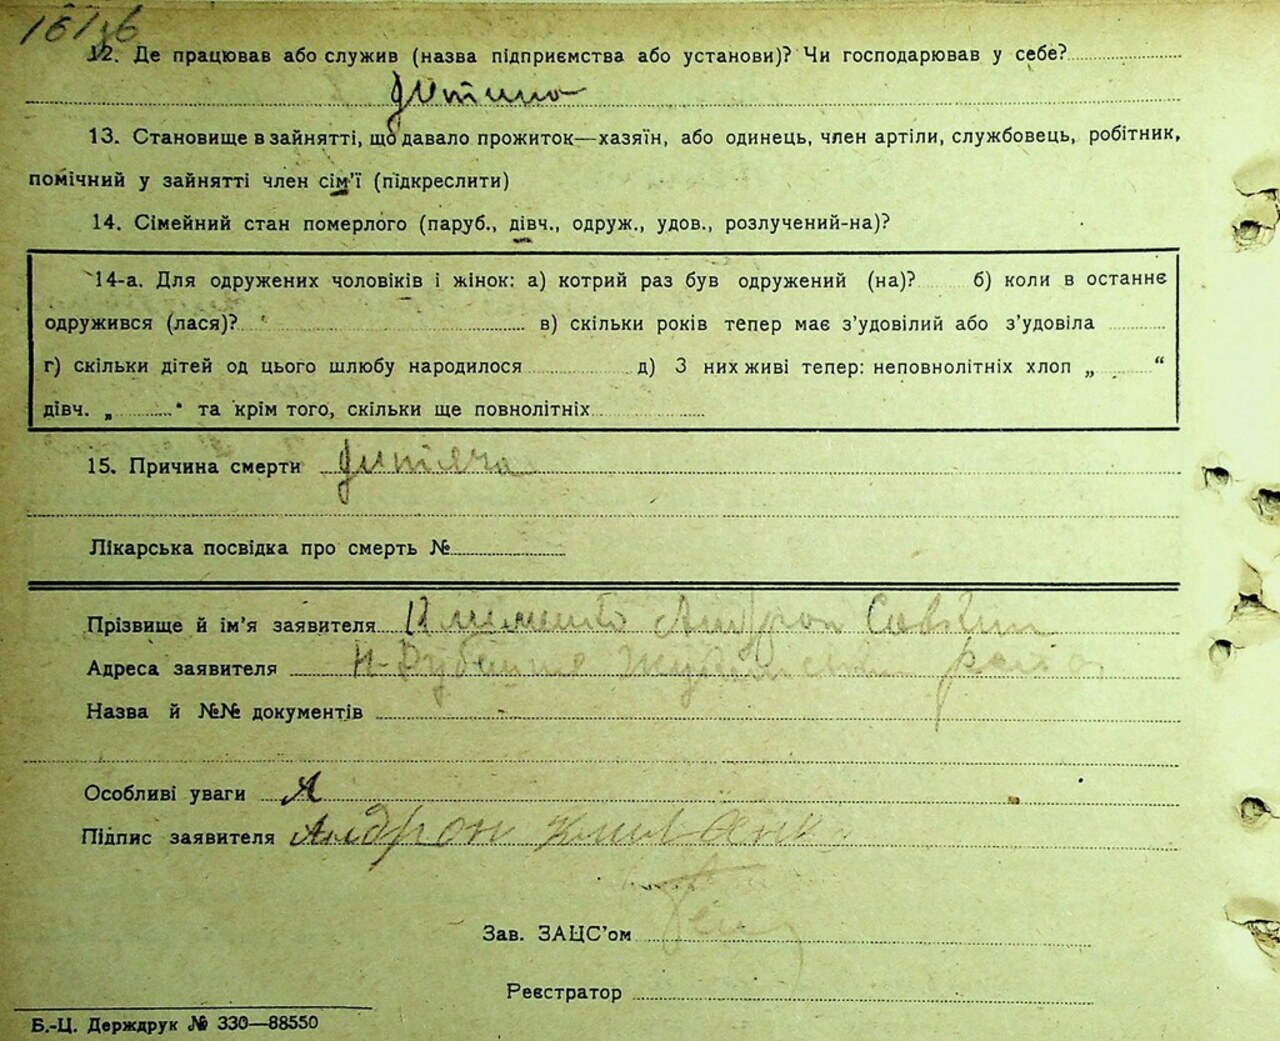 12. Де працював або служив (назва підприємства або установи)? Чи господарював у себе?
дитина
13. Становище в зайнятті, що давало прожиток—хазяїн, або одинець, член артіли, службовець, робітник,
помічний у зайнятті член сім'ї (підкреслити)
14. Сімейний стан померлого (паруб., дівч., одруж., удов., розлучений-на)?
14-а. Для одружених чоловіків і жінок: а) котрий раз був одружений (на)? б) коли в останнє
одружився (лася)? в) скільки років тепер має з'удовілий або з'удовіла
г) скільки дітей од цього шлюбу народилося д) З них живі тепер: неповнолітніх хлоп „ “
дівч. „ “ та крім того, скільки ще повнолітніх
15. Причина смерти дитяча
Лікарська посвідка про смерть №
Прізвище й ім'я заявителя Андрон
Адреса заявителя
Назва й №№ документів
Особливі уваги
Підпис заявителя Андрон
Зав. ЗАЦС'ом
Реєстратор
Б.-Ц. Держдрук № 330—88550